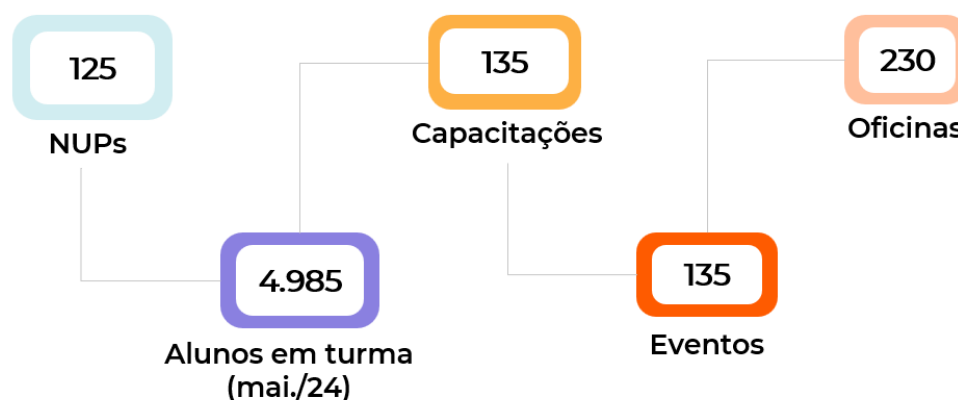 125
NUPs
4.985
Alunos em turma
(mai./24)
135
Capacitações
135
Eventos
230
Oficinas